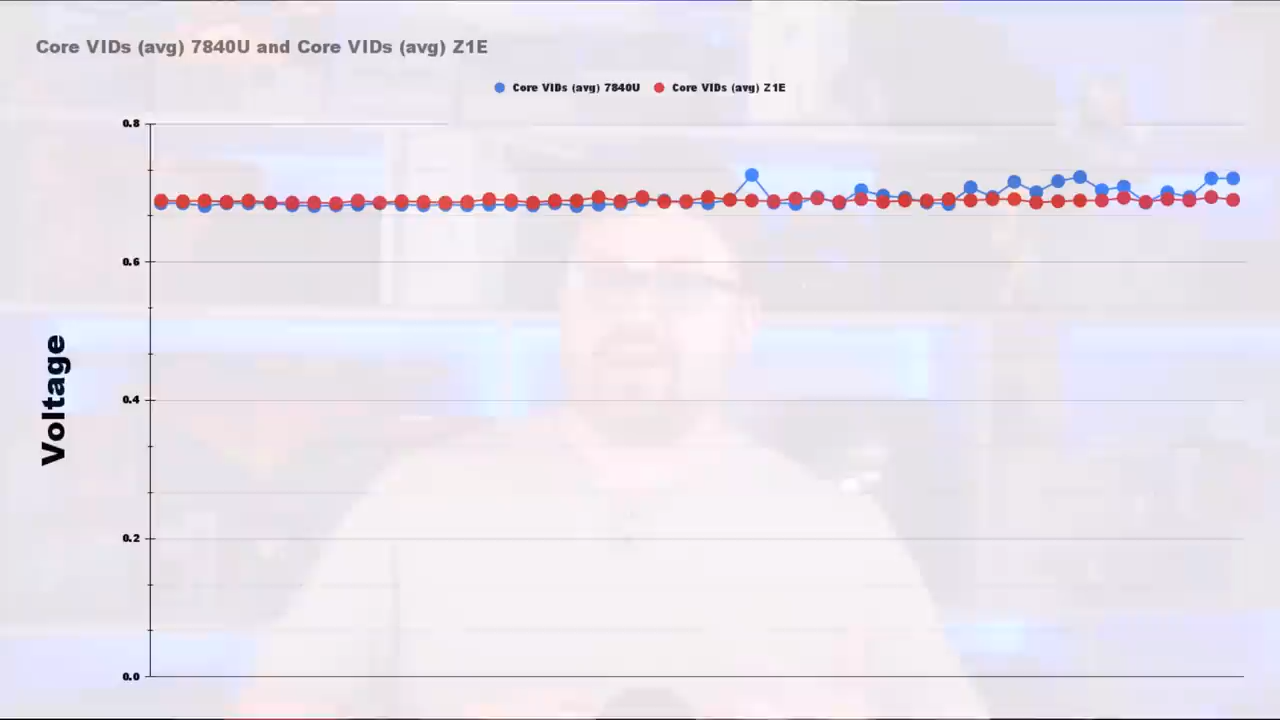 Core VIDs (avg) 7840U and Core VIDs (avg) Z1E
Core VIDs (avg) 7840U Core VIDs (avg) Z1E
0.8
0.6
0.4
0.2
0.0
Voltage